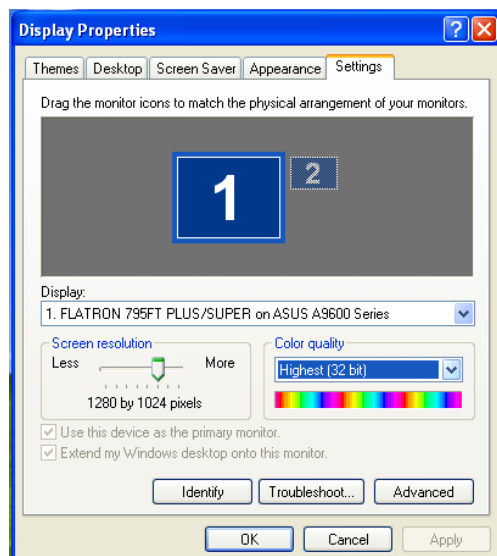 Display Properties
Themes Desktop Screen Saver Appearance Settings
Drag the monitor icons to match the physical arrangement of your monitors.
1 2
Display:
1. FLATRON 795FT PLUS/SUPER on ASUS A9600 Series
Screen resolution Color quality
Less More Highest (32 bit)
1280 by 1024 pixels
Use this device as the primary monitor.
Extend my Windows desktop onto this monitor.
Identify Troubleshoot... Advanced
OK Cancel Apply